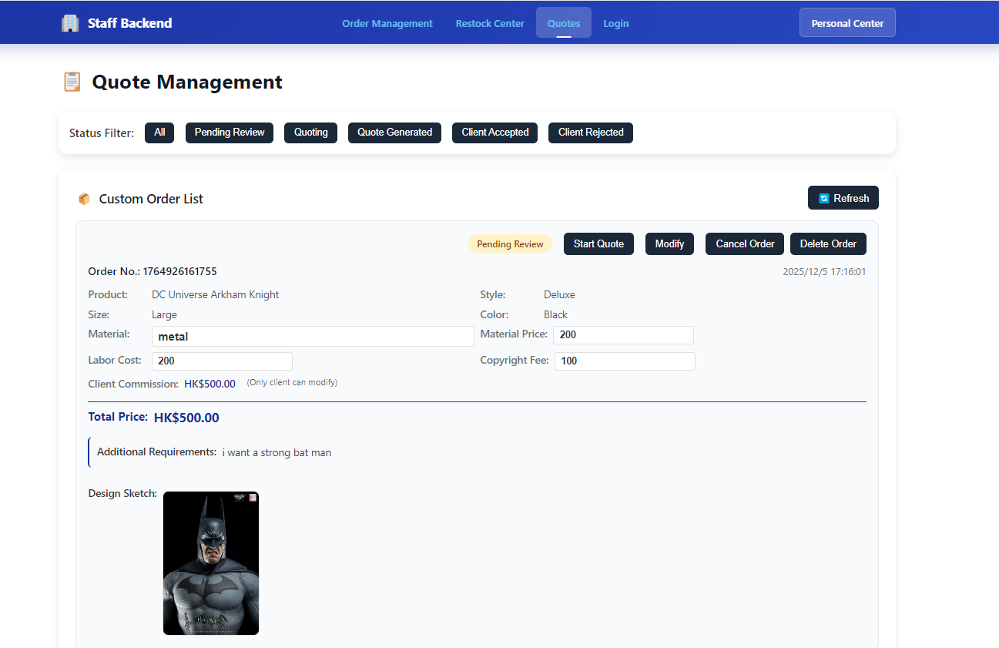 Staff Backend Order Management Restock Center Quotes Login Personal Center
Quote Management
Status Filter: All Pending Review Quoting Quote Generated Client Accepted Client Rejected
Custom Order List Refresh
Pending Review Start Quote Modify Cancel Order Delete Order
Order No.: 1764926161755 2025/12/5 17:16:01
Product: DC Universe Arkham Knight Style: Deluxe
Size: Large Color: Black
Material: metal Material Price: 200
Labor Cost: 200 Copyright Fee: 100
Client Commission: HK$500.00 (Only client can modify)
Total Price: HK$500.00
Additional Requirements: i want a strong bat man
Design Sketch:
BATMAN